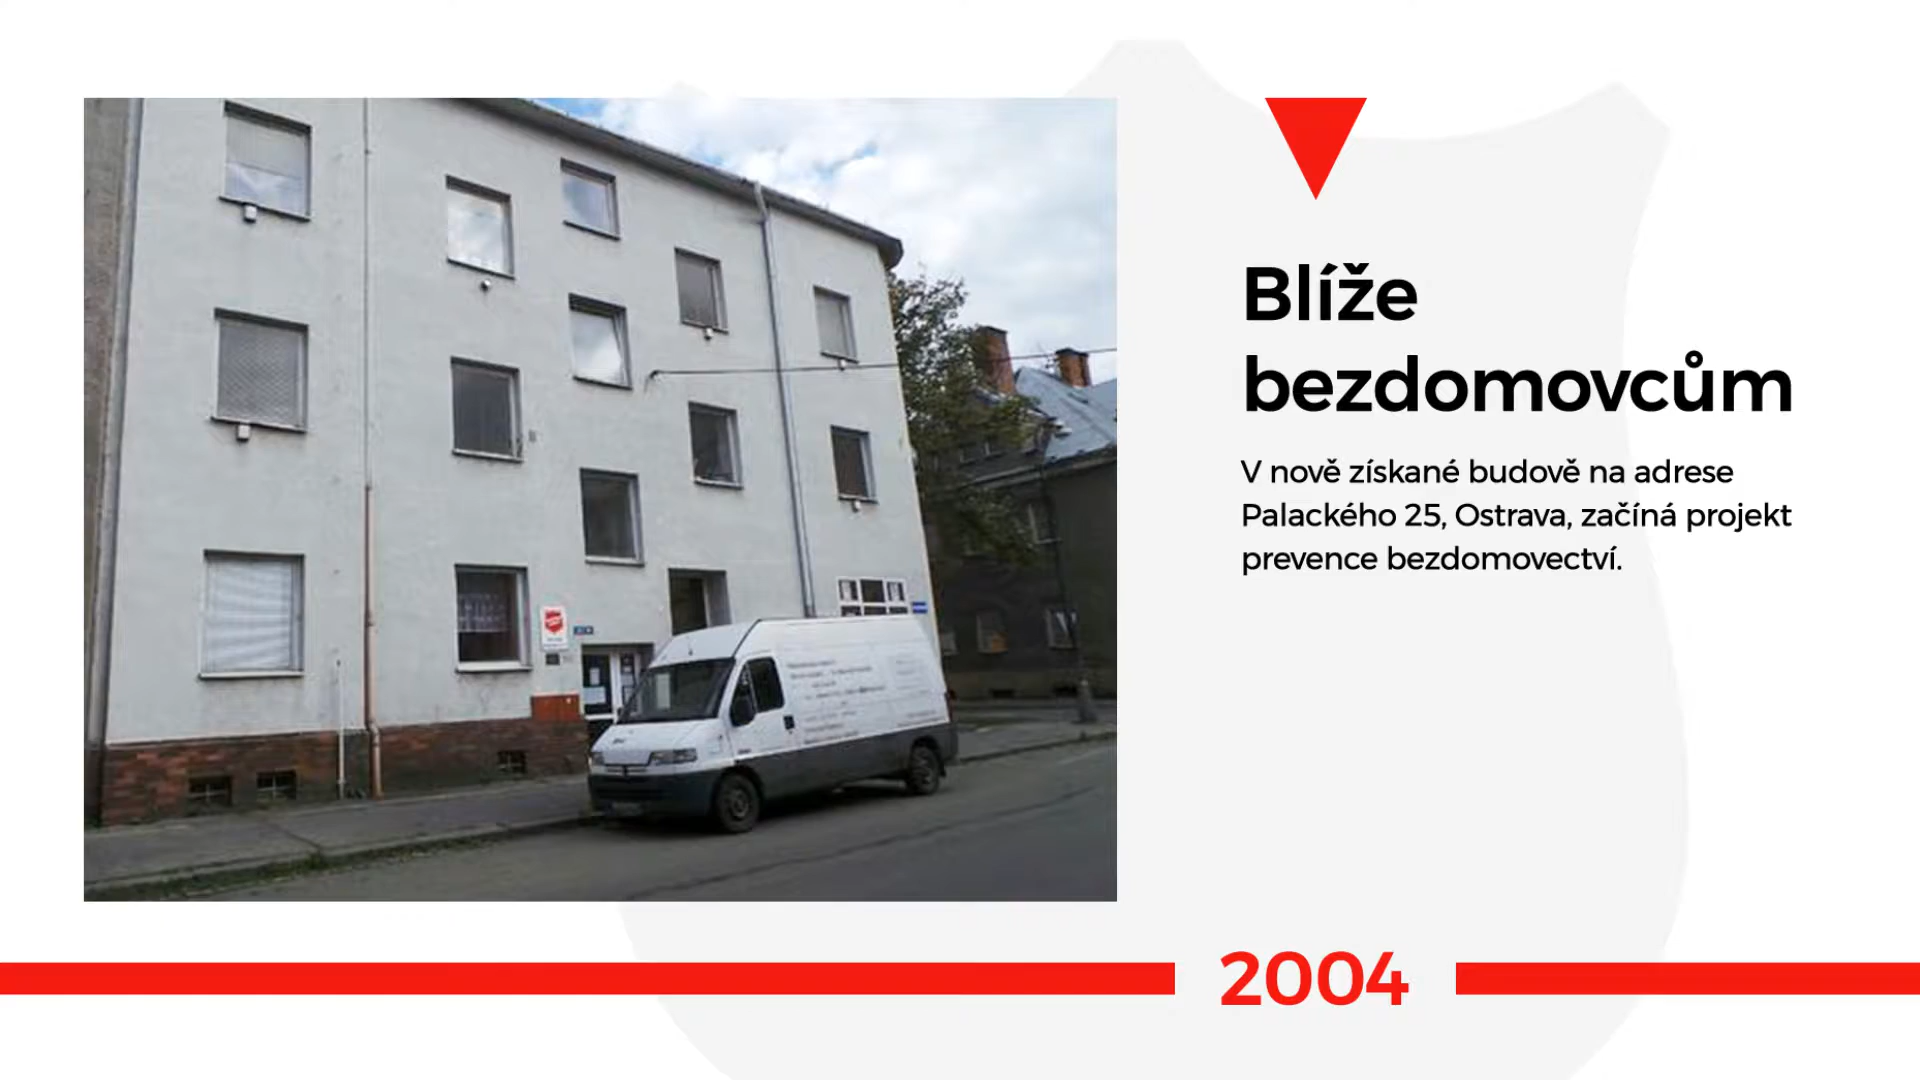 Blíže
bezdomovcům
V nově získané budově na adrese
Palackého 25, Ostrava, začíná projekt
prevence bezdomovectví.
2004